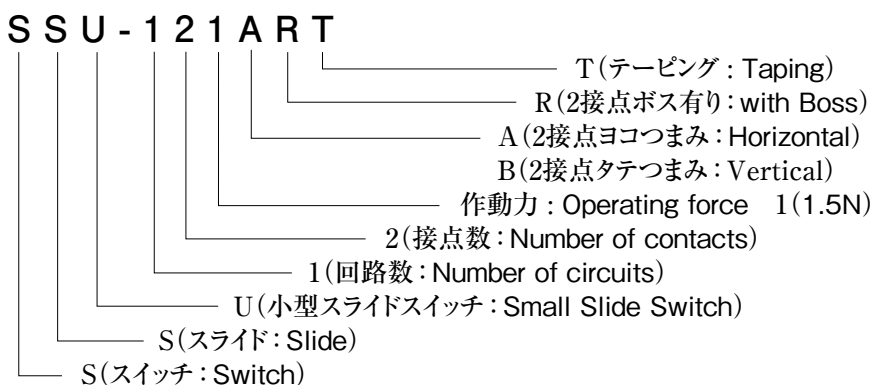 SSU-121ART
T(テーピング:Taping)
R(2接点ボス有り:with Boss)
A(2接点ヨコつまみ:Horizontal)
B(2接点タテつまみ:Vertical)
作動力:Operating force 1(1.5N)
2(接点数:Number of contacts)
1(回路数:Number of circuits)
U(小型スライドスイッチ:Small Slide Switch)
S(スライド:Slide)
S(スイッチ:Switch)